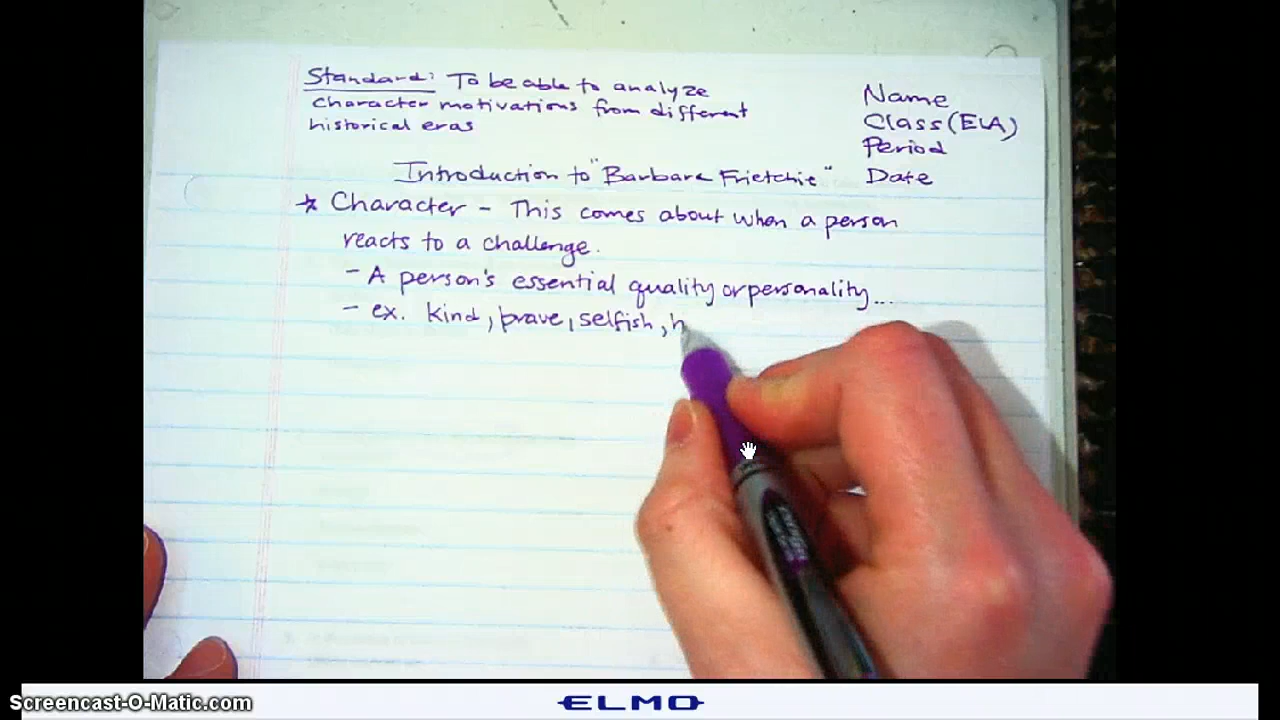 Standard: To be able to analyze
character motivations from different
historical eras
Name
Class (ELA)
Period
Date
Introduction to "Barbara Frietchie"
* Character - This comes about when a person
reacts to a challenge.
- A person's essential quality or personality...
- ex. kind, brave, selfish, h
Screencast-O-Matic.com
ELMO